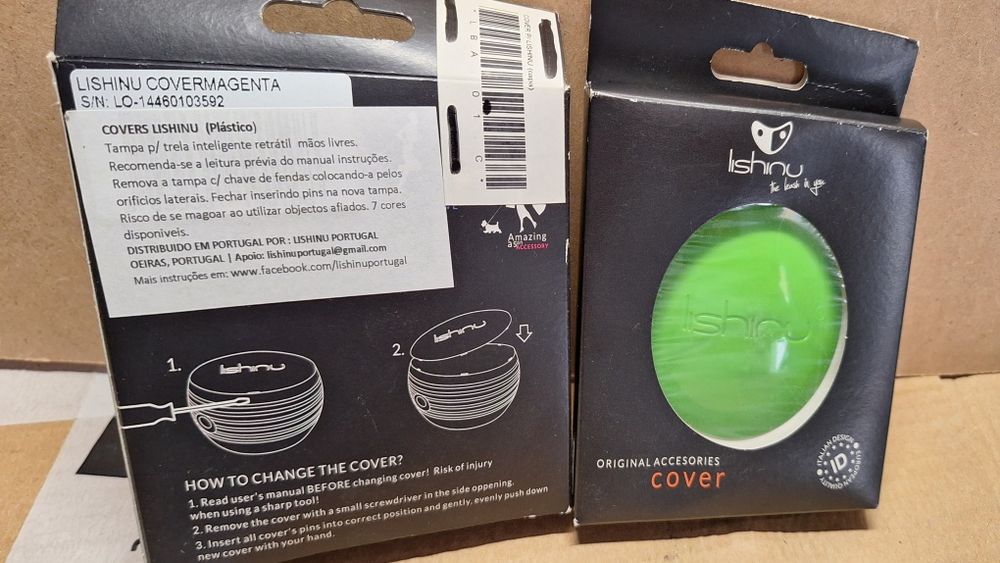 LISHINU COVERMAGENTA
S/N: LO-14460103592
COVERS LISHINU (Plástico)
Tampa p/ trela inteligente retrátil mãos livres.
Recomenda-se a leitura prévia do manual instruções.
Remova a tampa c/ chave de fendas colocando-a pelos
orificios laterais. Fechar inserindo pins na nova tampa.
Risco de se magoar ao utilizar objectos afiados. 7 cores
disponiveis.
DISTRIBUIDO EM PORTUGAL POR : LISHINU PORTUGAL
OEIRAS, PORTUGAL | Apoio: lishinuportugal@gmail.com
Mais instruções em: www.facebook.com/lishinuportugal
Amazing
as ACCESSORY
1.
lishinu
2.
lishinu
HOW TO CHANGE THE COVER?
1. Read user's manual BEFORE changing cover! Risk of injury
when using a sharp tool!
2. Remove the cover with a small screwdriver in the side oppening.
3. Insert all cover's pins into correct position and gently, evenly push down
new cover with your hand.
lishinu
the leash in you
lishinu
ORIGINAL ACCESORIES
cover
ITALIAN DESIGN
ID
EUROPEAN QUALITY